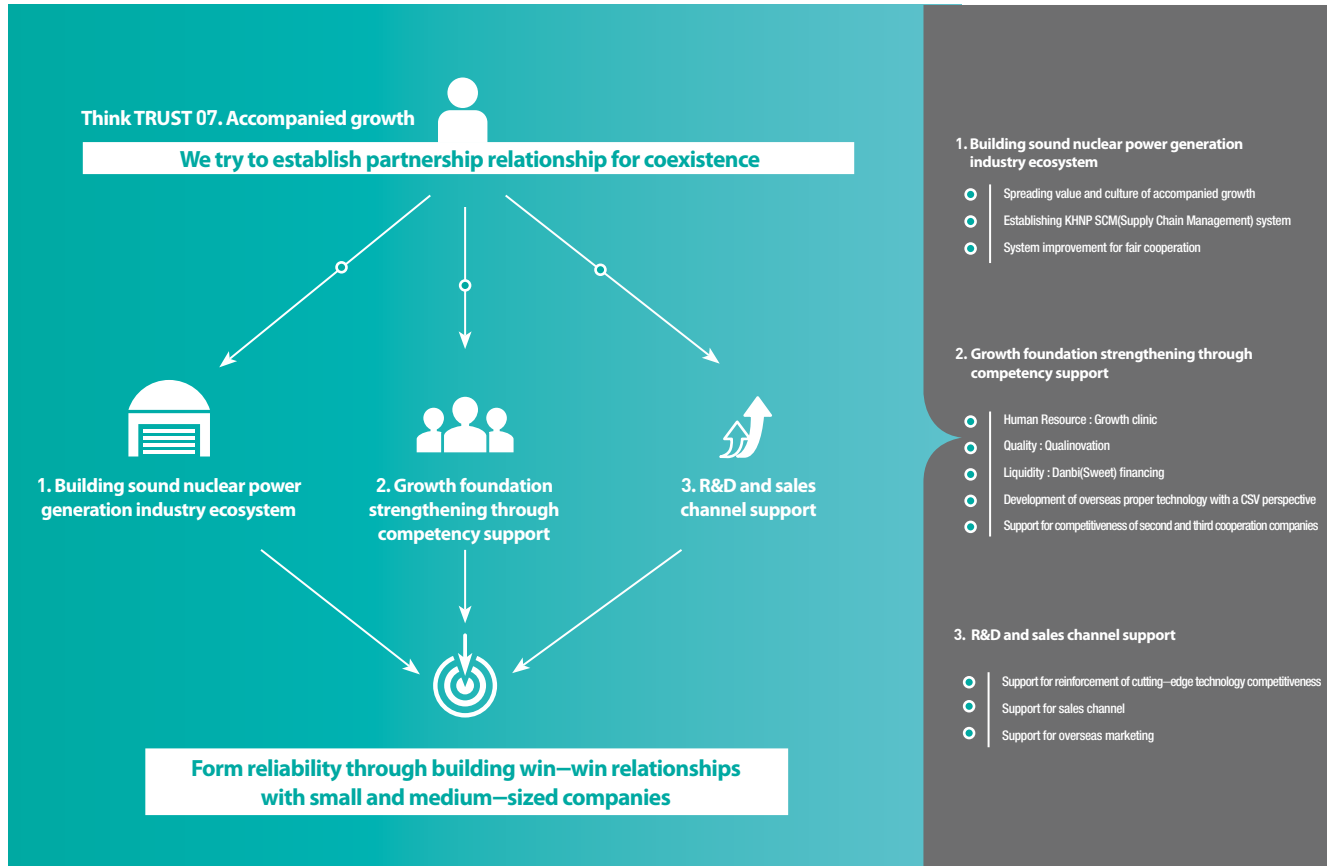 Think TRUST 07. Accompanied growth
We try to establish partnership relationship for coexistence
1. Building sound nuclear power
generation industry ecosystem
2. Growth foundation
strengthening through
competency support
3. R&D and sales
channel support
Form reliability through building win–win relationships
with small and medium–sized companies
1. Building sound nuclear power generation
industry ecosystem
Spreading value and culture of accompanied growth
Establishing KHNP SCM(Supply Chain Management) system
System improvement for fair cooperation
2. Growth foundation strengthening through
competency support
Human Resource : Growth clinic
Quality : Qualinovation
Liquidity : Danbi(Sweet) financing
Development of overseas proper technology with a CSV perspective
Support for competitiveness of second and third cooperation companies
3. R&D and sales channel support
Support for reinforcement of cutting–edge technology competitiveness
Support for sales channel
Support for overseas marketing